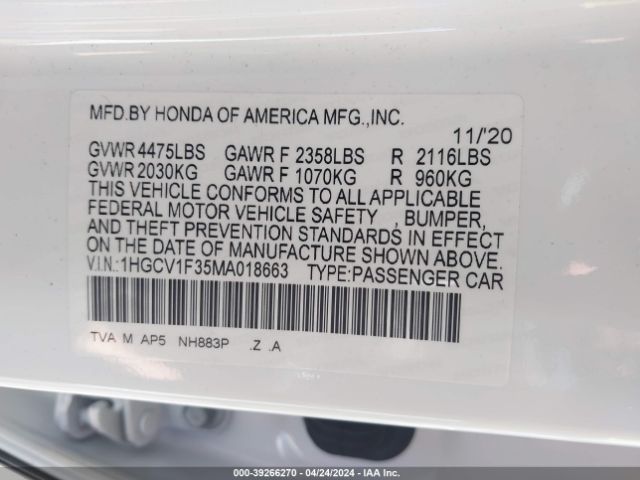 MFD.BY HONDA OF AMERICA MFG.,INC.
11/'20
GVWR 4475LBS GAWR F 2358LBS R 2116LBS
GVWR 2030KG GAWR F 1070KG R 960KG
THIS VEHICLE CONFORMS TO ALL APPLICABLE
FEDERAL MOTOR VEHICLE SAFETY , BUMPER,
AND THEFT PREVENTION STANDARDS IN EFFECT
ON THE DATE OF MANUFACTURE SHOWN ABOVE.
V.I.N.:1HGCV1F35MA018663 TYPE:PASSENGER CAR
TVA M AP5 NH883P .Z .A
000-39266270 - 04/24/2024 - IAA Inc.